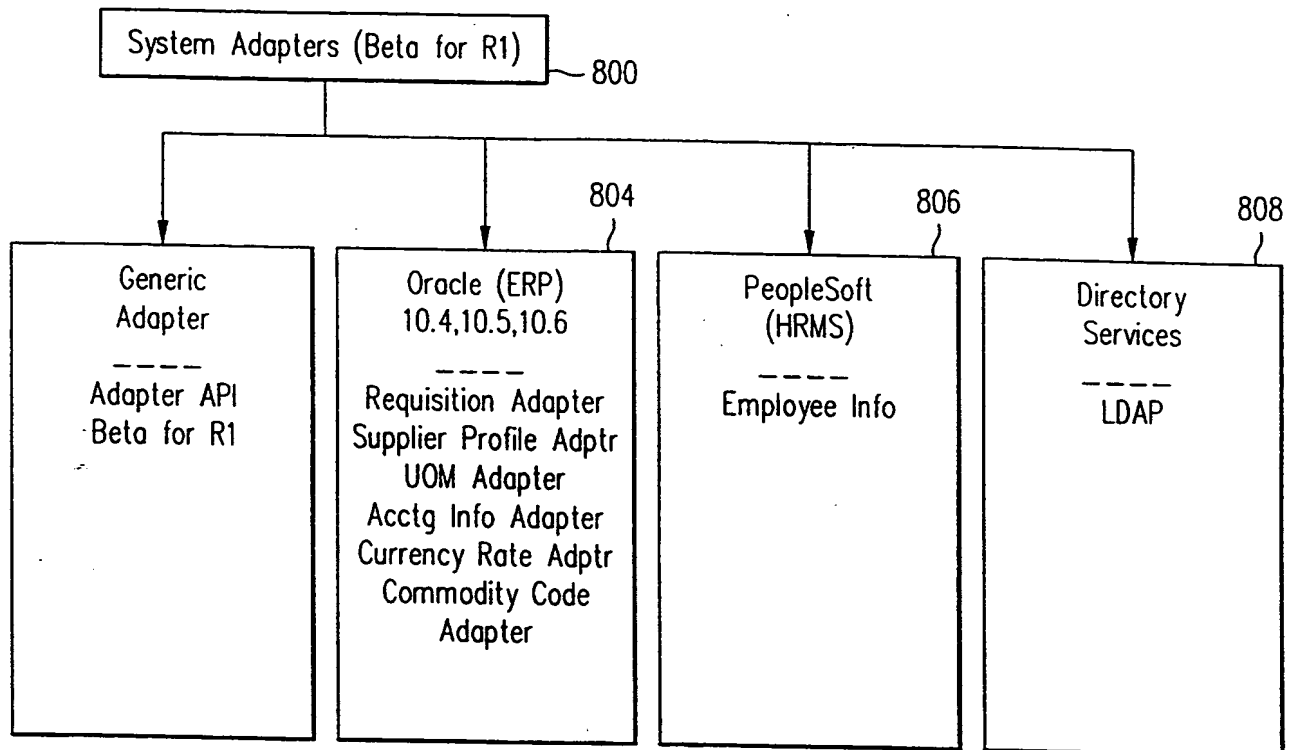 System Adapters (Beta for R1)
800
804
806
808
Generic
Adapter
Adapter API
Beta for R1
Oracle (ERP)
10.4,10.5,10.6
Requisition Adapter
Supplier Profile Adptr
UOM Adapter
Acctg Info Adapter
Currency Rate Adptr
Commodity Code
Adapter
PeopleSoft
(HRMS)
Employee Info
Directory
Services
LDAP